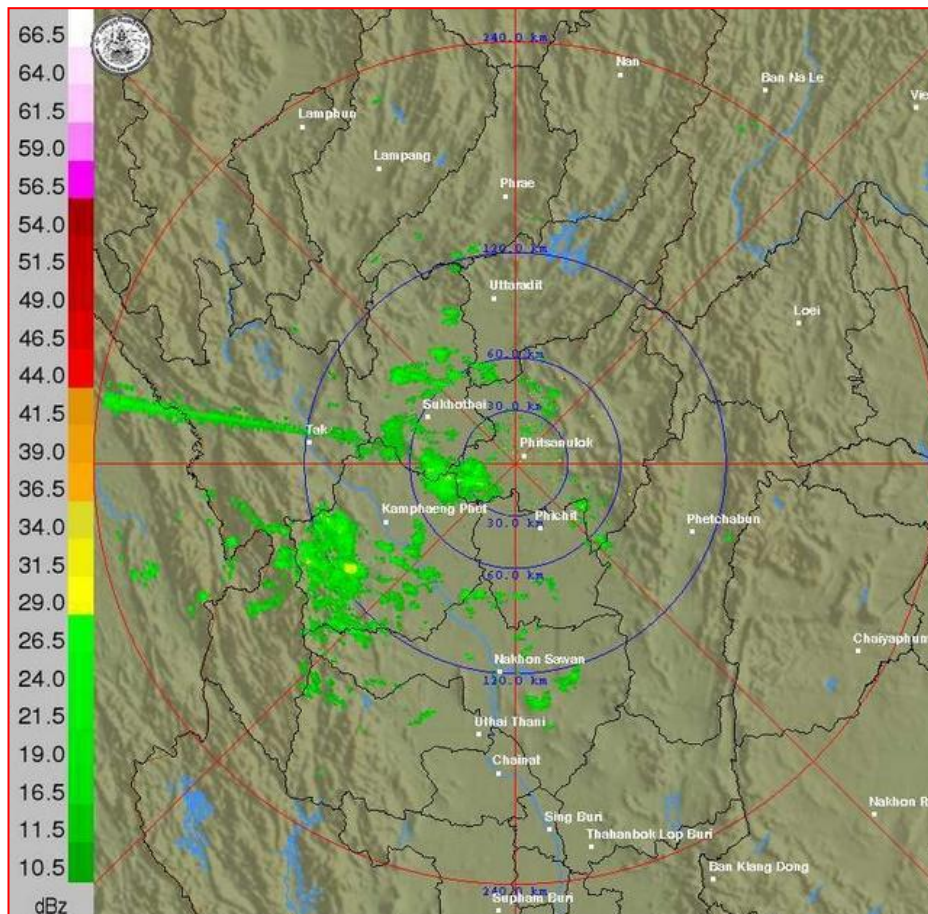 66.5
64.0
61.5
59.0
56.5
54.0
51.5
49.0
46.5
44.0
41.5
39.0
36.5
34.0
31.5
29.0
26.5
24.0
21.5
19.0
16.5
11.5
10.5
dBz
240.0 km
Nan
Ban Na Le
Vie
Lamphun
Lampang
Phrae
120.0 km
Uttaradit
Loei
60.0 km
30.0 km
Sukhothai
Tak
Phitsanulok
Kamphaeng Phet
Phichit
30.0 km
Phetchabun
60.0 km
Chaiyaphum
Nakhon Sawan
120.0 km
Uthai Thani
Chainat
Nakhon R
Sing Buri
Thahanbok Lop Buri
Ban Klang Dong
240.0 km
Supham Buri